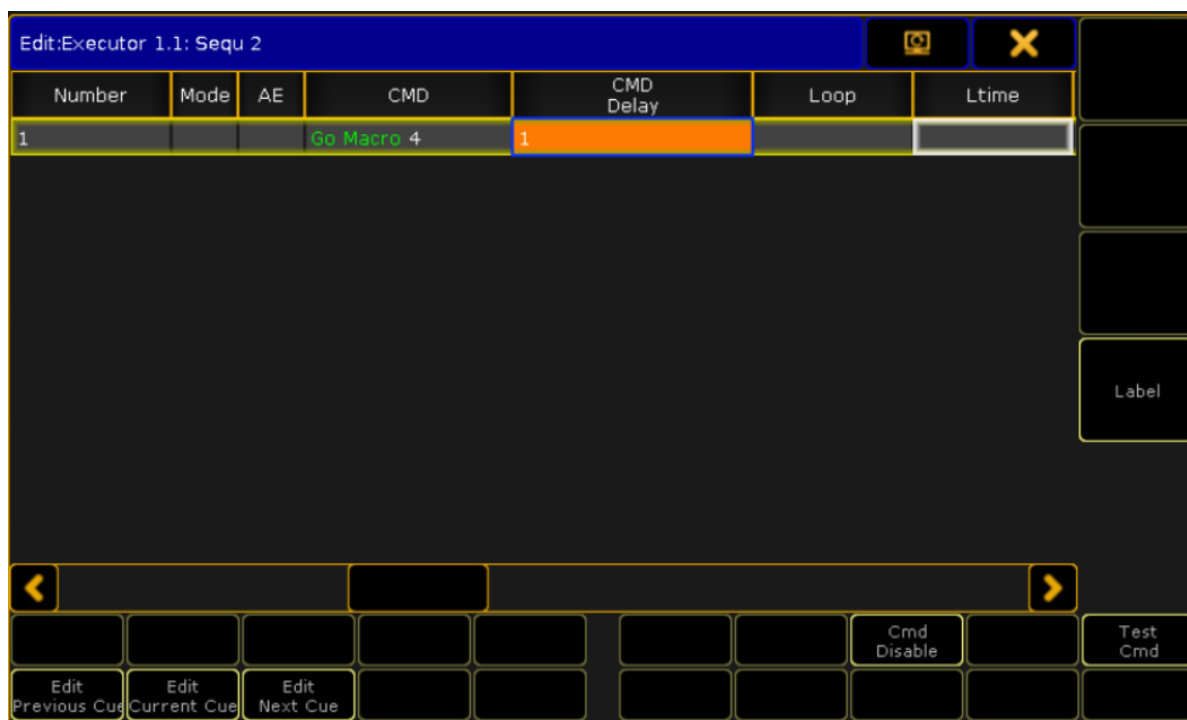 Edit:Executor 1.1: Sequ 2
Number Mode AE CMD CMD Delay Loop Ltime
1 Go Macro 4 1
Label
Cmd Disable Test Cmd
Edit Previous Cue Edit Current Cue Edit Next Cue